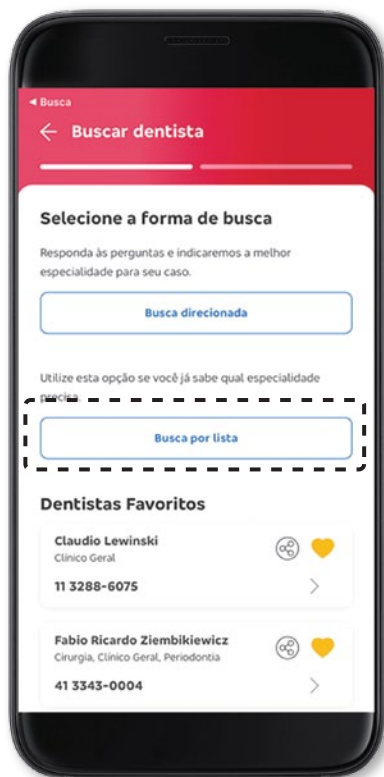 ◀ Busca
← Buscar dentista
Selecione a forma de busca
Responda às perguntas e indicaremos a melhor
especialidade para seu caso.
Busca direcionada
Utilize esta opção se você já sabe qual especialidade
precisa.
Busca por lista
Dentistas Favoritos
Claudio Lewinski
Clínico Geral
11 3288-6075
Fabio Ricardo Ziembikiewicz
Cirurgia, Clínico Geral, Periodontia
41 3343-0004